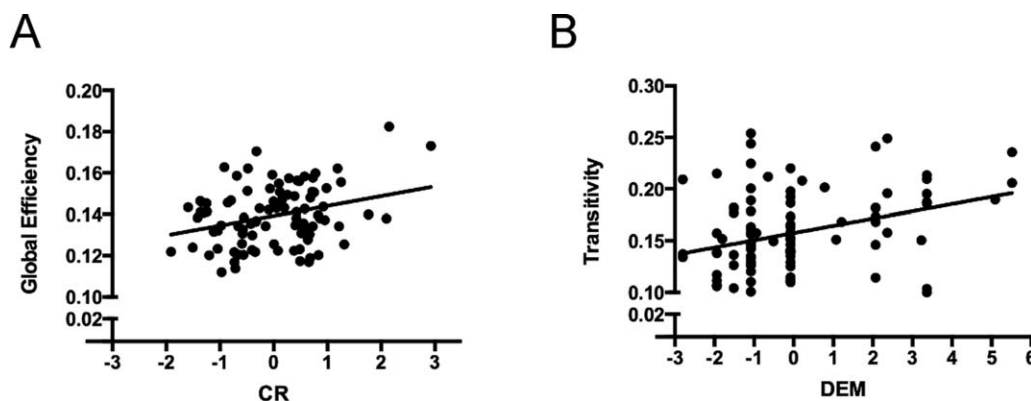 A
Global Efficiency
0.20
0.18
0.16
0.14
0.12
0.10
0.02
-3 -2 -1 0 1 2 3
CR
B
Transitivity
0.30
0.25
0.20
0.15
0.10
0.02
-3 -2 -1 0 1 2 3 4 5 6
DEM